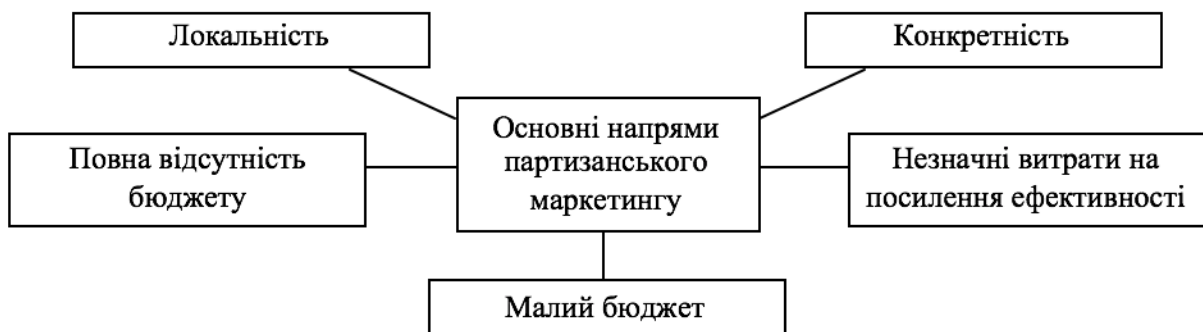 Локальність
Конкретність
Основні напрями
партизанського
маркетингу
Повна відсутність
бюджету
Незначні витрати на
посилення ефективності
Малий бюджет